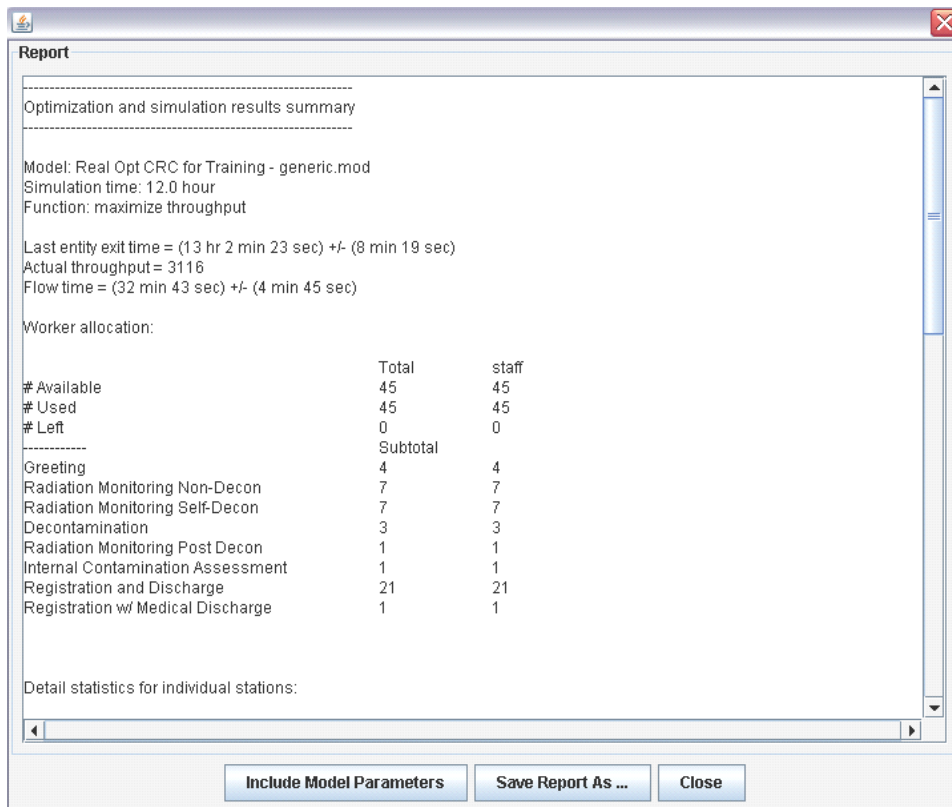 Report
---------------------------------------------------------------
Optimization and simulation results summary
---------------------------------------------------------------
Model: Real Opt CRC for Training - generic.mod
Simulation time: 12.0 hour
Function: maximize throughput
Last entity exit time = (13 hr 2 min 23 sec) +/- (8 min 19 sec)
Actual throughput = 3116
Flow time = (32 min 43 sec) +/- (4 min 45 sec)
Worker allocation:
Total staff
# Available 45 45
# Used 45 45
# Left 0 0
------------ Subtotal
Greeting 4 4
Radiation Monitoring Non-Decon 7 7
Radiation Monitoring Self-Decon 7 7
Decontamination 3 3
Radiation Monitoring Post Decon 1 1
Internal Contamination Assessment 1 1
Registration and Discharge 21 21
Registration w/ Medical Discharge 1 1
Detail statistics for individual stations:
Include Model Parameters Save Report As ... Close